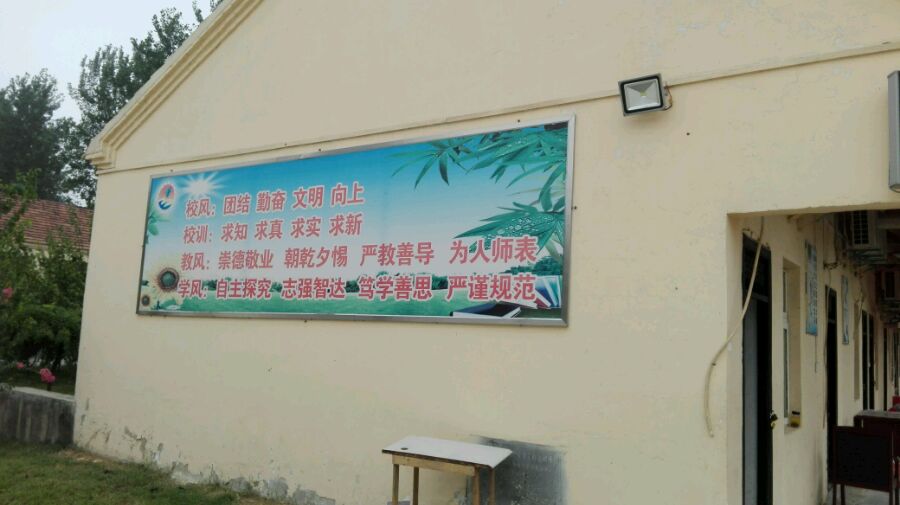 校风：团结 勤奋 文明 向上
校训：求知 求真 求实 求新
教风：崇德敬业 朝乾夕惕 严教善导 为人师表
学风：自主探究 志强智达 笃学善思 严谨规范